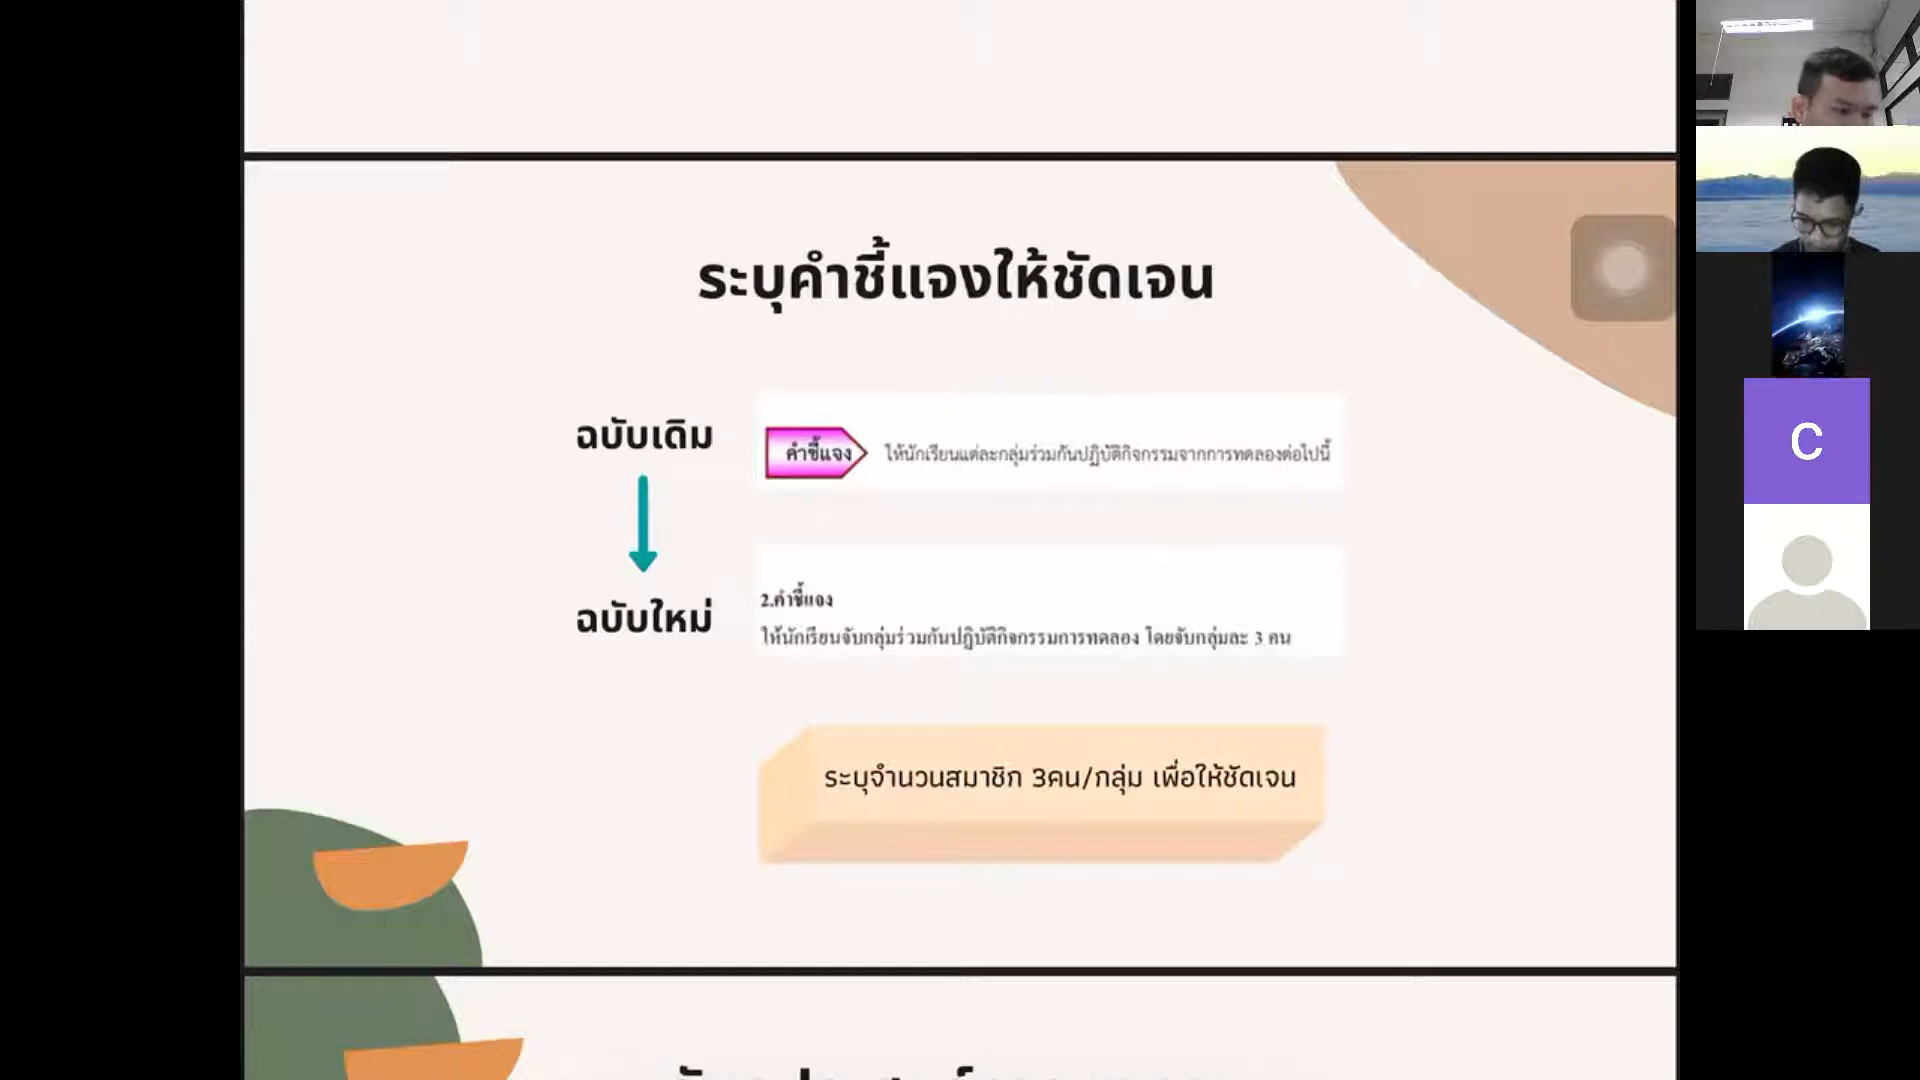 ระบุคำชี้แจงให้ชัดเจน
ฉบับเดิม
คำชี้แจง ให้นักเรียนแต่ละกลุ่มร่วมกันปฏิบัติกิจกรรมจากการทดลองต่อไปนี้
ฉบับใหม่
2.คำชี้แจง
ให้นักเรียนจับกลุ่มร่วมกันปฏิบัติกิจกรรมการทดลอง โดยจับกลุ่มละ 3 คน
ระบุจำนวนสมาชิก 3คน/กลุ่ม เพื่อให้ชัดเจน
C